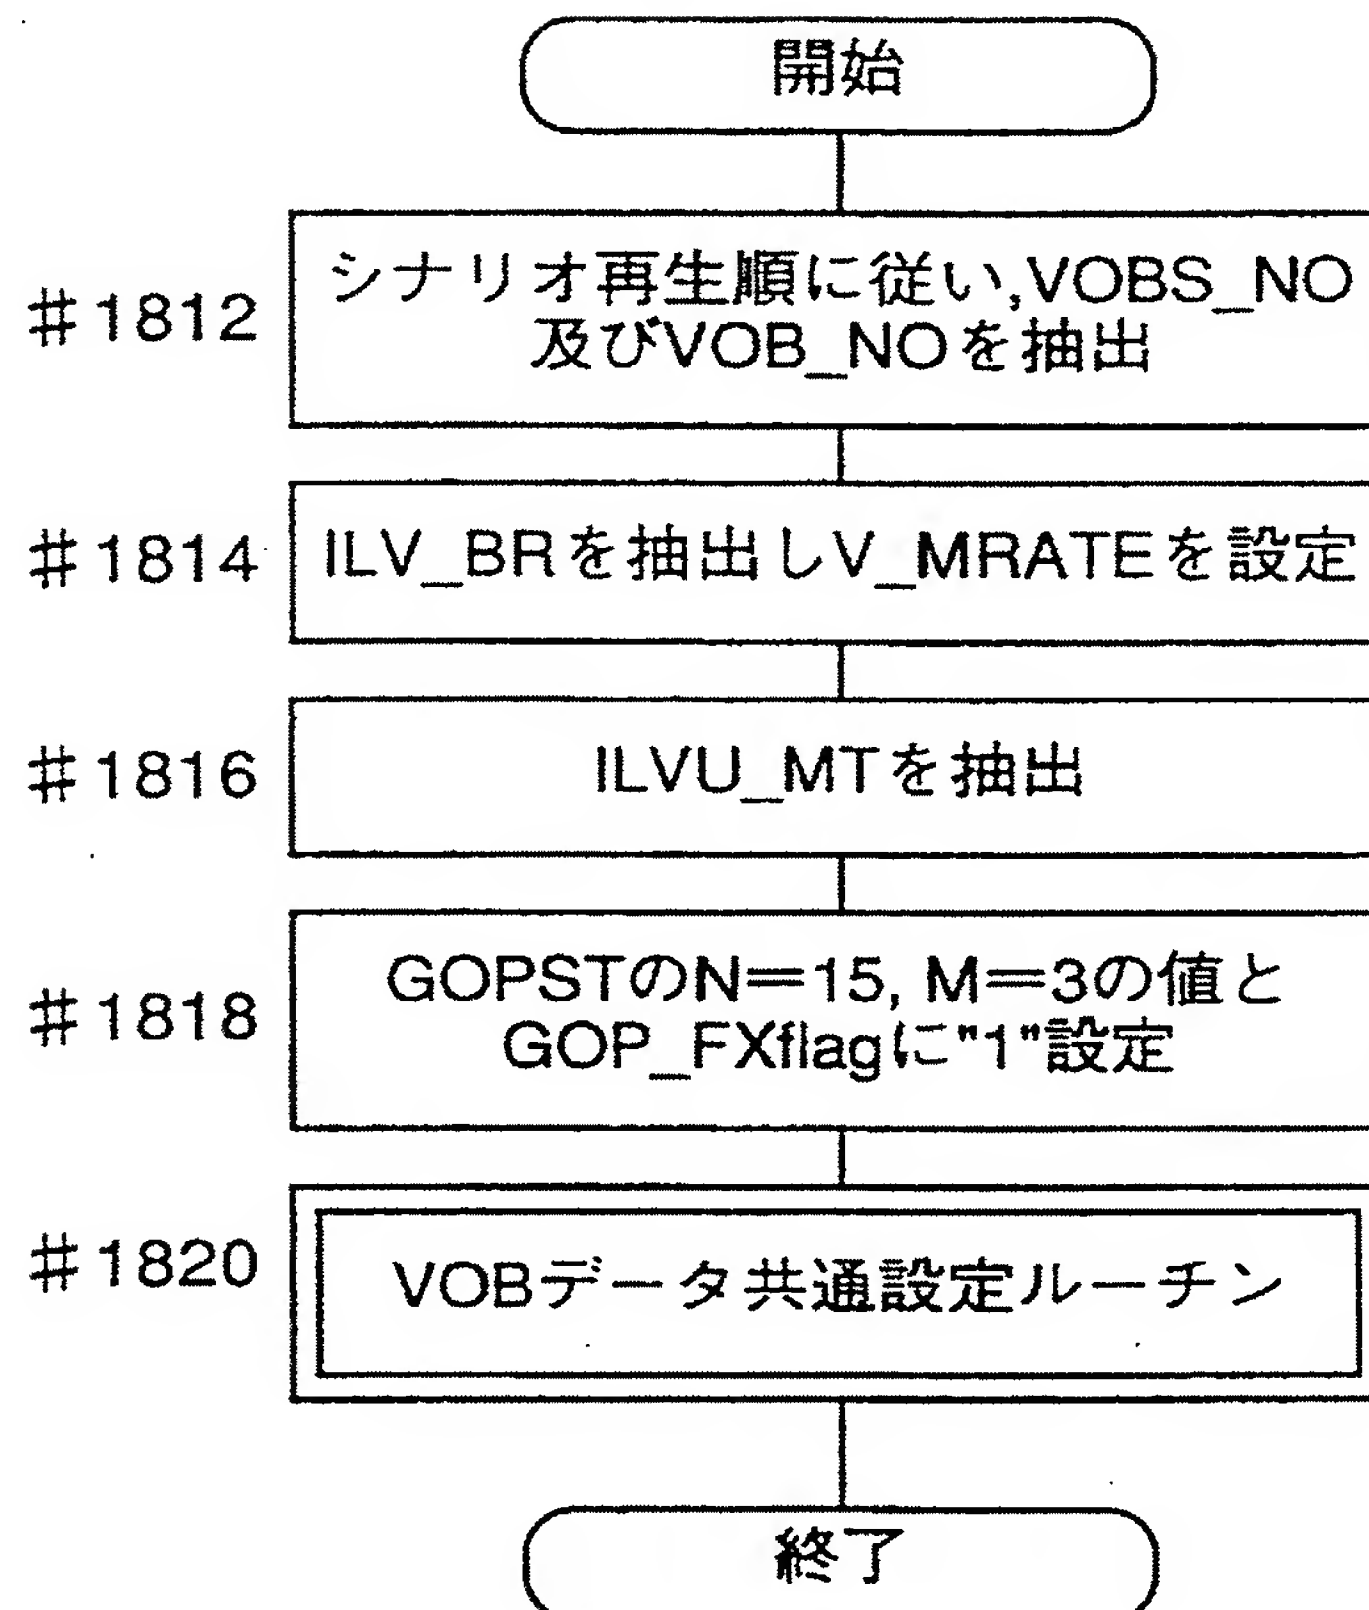 開始
#1812
シナリオ再生順に従い,VOBS_NO
及びVOB_NOを抽出
#1814
ILV_BRを抽出しV_MRATEを設定
#1816
ILVU_MTを抽出
#1818
GOPSTのN=15, M=3の値と
GOP_FXflagに"1"設定
#1820
VOBデータ共通設定ルーチン
終了